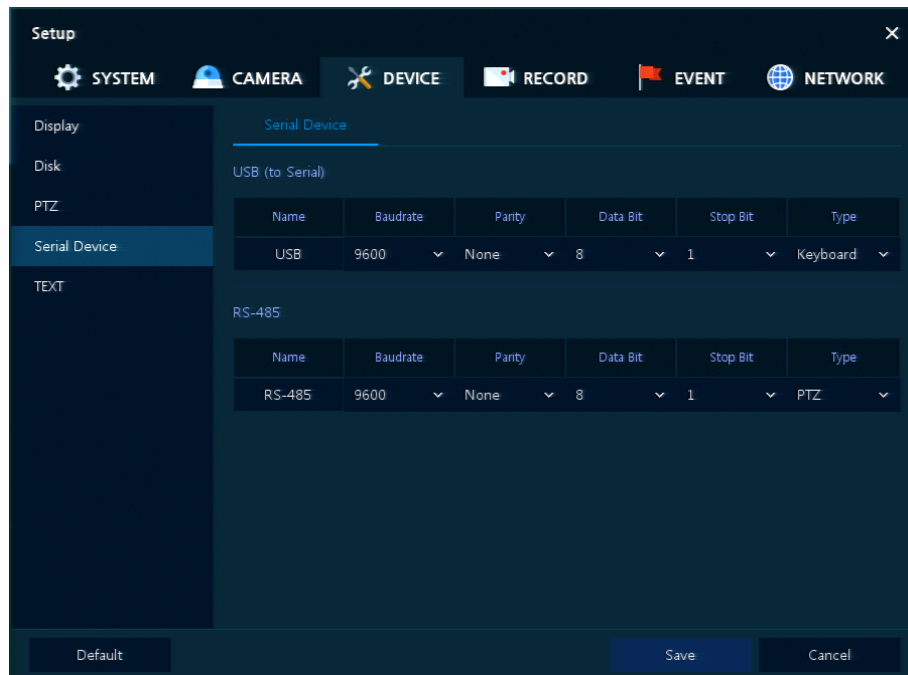 Setup
SYSTEM CAMERA DEVICE RECORD EVENT NETWORK
Display
Disk
PTZ
Serial Device
TEXT
Serial Device
USB (to Serial)
Name Baudrate Parity Data Bit Stop Bit Type
USB 9600 None 8 1 Keyboard
RS-485
Name Baudrate Parity Data Bit Stop Bit Type
RS-485 9600 None 8 1 PTZ
Default Save Cancel